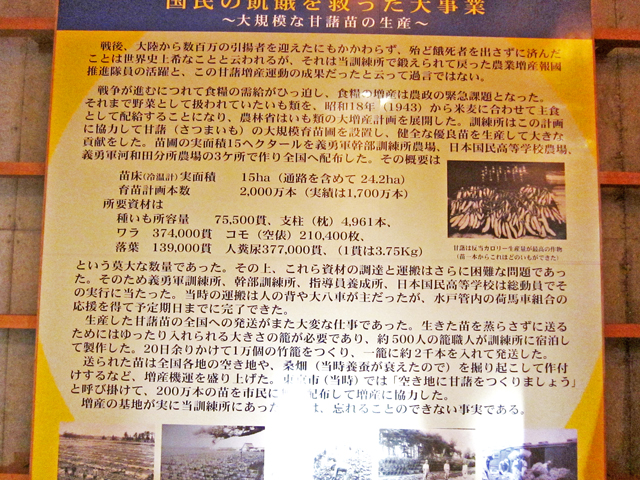 国民の飢餓を救った大事業
～大規模な甘藷苗の生産～
戦後、大陸から数百万の引揚者を迎えたにもかかわらず、殆ど餓死者を出さずに済んだ
ことは世界史上希なことと云われるが、それは当訓練所で鍛えられて戻った農業増産報國
推進隊員の活躍と、この甘藷増産運動の成果だったと云って過言ではない。
戦争が進むにつれて食糧の需給がひっ迫し、食糧の増産は農政の緊急課題となった。
それまで野菜として扱われていたいも類を、昭和18年（1943）から米麦に合わせて主食
として配給することになり、農林省はいも類の大増産計画を展開した。訓練所はこの計画
に協力して甘藷（さつまいも）の大規模育苗圃を設置し、健全な優良苗を生産して大きな
貢献をした。苗圃の実面積15ヘクタールを義勇軍幹部訓練所農場、日本国民高等学校農場、
義勇軍河和田分所農場の3ケ所で作り全国へ配布した。その概要は
苗床(冷温計)実面積　15ha（通路を含めて 24.2ha）
育苗計画本数　2,000万本（実績は1,700万本）
所要資材は
種いも所容量　75,500貫、支柱（枕）4,961本、
ワラ　374,000貫　コモ（空俵）210,400枚、
落葉　139,000貫　人糞尿377,000貫、（1貫は3.75Kg）
甘藷は反当カロリー生産量が最高の作物
（苗一本からこれほどのいもができた）
という莫大な数量であった。その上、これら資材の調達と運搬はさらに困難な問題であっ
た。そのため義勇軍訓練所、幹部訓練所、指導員養成所、日本国民高等学校は総動員でそ
の実行に当たった。当時の運搬は人の背や大八車が主だったが、水戸管内の荷馬車組合の
応援を得て予定期日までに完了できた。
生産した甘藷苗の全国への発送がまた大変な仕事であった。生きた苗を蒸らさずに送る
ためにはゆったり入れられる大きさの籠が必要であり、約500人の籠職人が訓練所に宿泊し
て製作した。20日余りかけて1万個の竹籠をつくり、一籠に約2千本を入れて発送した。
送られた苗は全国各地の空き地や、桑畑（当時養蚕が衰えたので）を掘り起こして作付
けするなど、増産機運を盛り上げた。東京市（当時）では「空き地に甘藷をつくりましょう」
と呼び掛けて、200万本の苗を市民に 配布して増産に協力した。
増産の基地が実に当訓練所にあった は、忘れることのできない事実である。